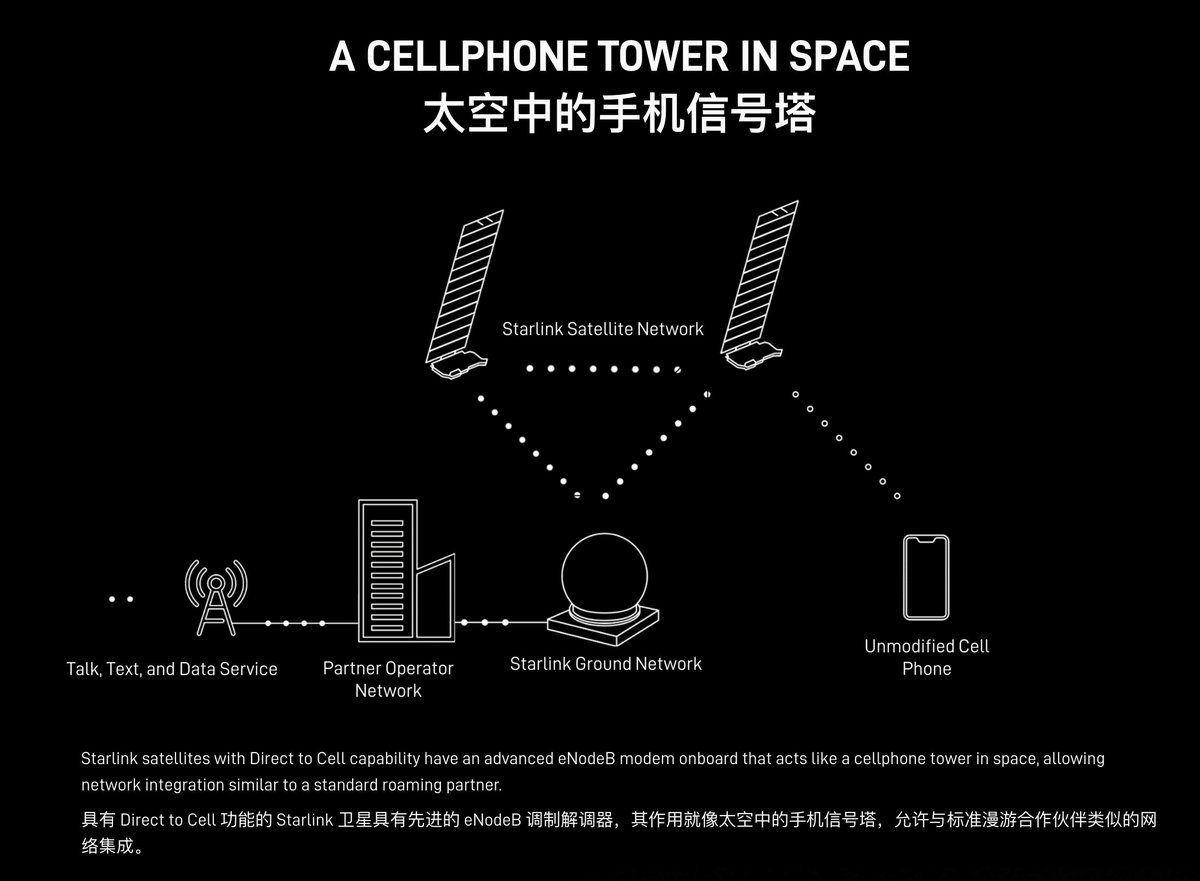 A CELLPHONE TOWER IN SPACE
太空中的手机信号塔
Starlink Satellite Network
Talk, Text, and Data Service
Partner Operator
Network
Starlink Ground Network
Unmodified Cell
Phone
Starlink satellites with Direct to Cell capability have an advanced eNodeB modem onboard that acts like a cellphone tower in space, allowing
network integration similar to a standard roaming partner.
具有 Direct to Cell 功能的 Starlink 卫星具有先进的 eNodeB 调制解调器，其作用就像太空中的手机信号塔，允许与标准漫游合作伙伴类似的网
络集成。